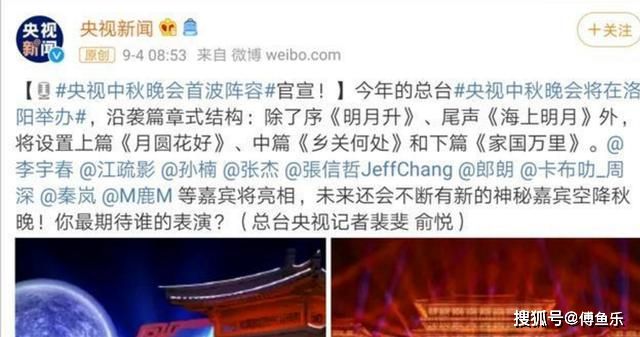 央视新闻
央视新闻
+关注
原创 9-4 08:53 来自 微博 weibo.com
【#央视中秋晚会首波阵容#官宣!】今年的总台#央视中秋晚会将在洛
阳举办#,沿袭篇章式结构:除了序《明月升》、尾声《海上明月》外,
将设置上篇《月圆花好》、中篇《乡关何处》和下篇《家国万里》。@
李宇春 @江疏影 @孙楠 @张杰 @張信哲JeffChang @郎朗 @卡布叻_周
深 @秦岚 @M鹿M 等嘉宾将亮相,未来还会不断有新的神秘嘉宾空降秋
晚!你最期待谁的表演?(总台央视记者裴斐 俞悦)
搜狐号@傅鱼乐